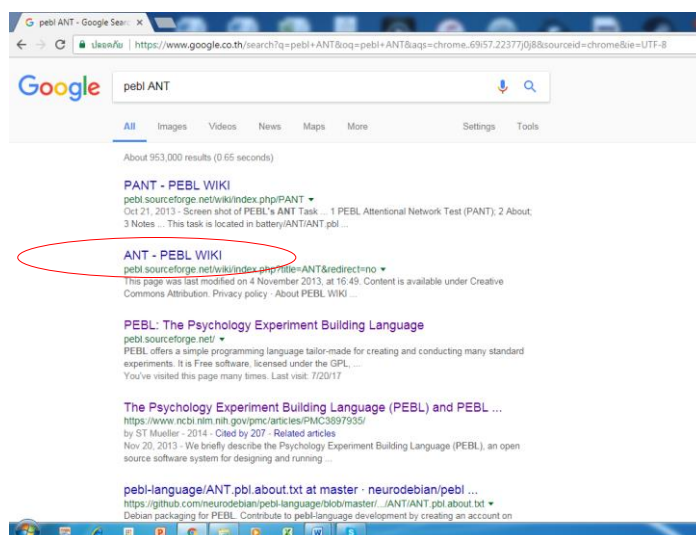 pebl ANT - Google Sear
ปลอดภัย | https://www.google.co.th/search?q=pebl+ANT&oq=pebl+ANT&aqs=chrome..69i57.22377j0j8&sourceid=chrome&ie=UTF-8
Google
pebl ANT
All Images Videos News Maps More Settings Tools
About 953,000 results (0.65 seconds)
PANT - PEBL WIKI
pebl.sourceforge.net/wiki/index.php/PANT
Oct 21, 2013 - Screen shot of PEBL's ANT Task ... 1 PEBL Attentional Network Test (PANT); 2 About;
3 Notes ... This task is located in battery/ANT/ANT.pbl ...
ANT - PEBL WIKI
pebl.sourceforge.net/wiki/index.php?title=ANT&redirect=no
This page was last modified on 4 November 2013, at 16:49. Content is available under Creative
Commons Attribution. Privacy policy · About PEBL WIKI ...
PEBL: The Psychology Experiment Building Language
pebl.sourceforge.net/
PEBL offers a simple programming language tailor-made for creating and conducting many standard
experiments. It is Free software, licensed under the GPL, ...
You've visited this page many times. Last visit: 7/20/17
The Psychology Experiment Building Language (PEBL) and PEBL ...
https://www.ncbi.nlm.nih.gov/pmc/articles/PMC3897935/
by ST Mueller - 2014 - Cited by 207 - Related articles
Nov 20, 2013 - We briefly describe the Psychology Experiment Building Language (PEBL), an open
source software system for designing and running ...
pebl-language/ANT.pbl.about.txt at master · neurodebian/pebl ...
https://github.com/neurodebian/pebl-language/blob/master/.../ANT/ANT.pbl.about.txt
Debian packaging for PEBL. Contribute to pebl-language development by creating an account on